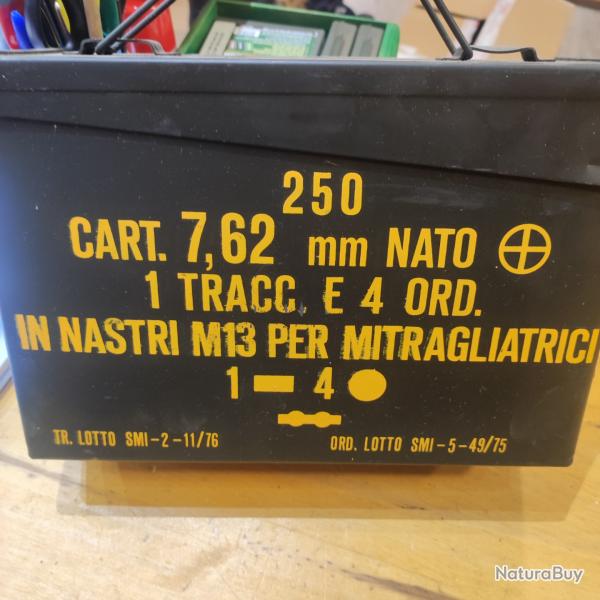 250
CART. 7,62 mm NATO
1 TRACC. E 4 ORD.
IN NASTRI M13 PER MITRAGLIATRICI
1 4
TR. LOTTO SMI-2-11/76
ORD. LOTTO SMI-5-49/75
NaturaBuy